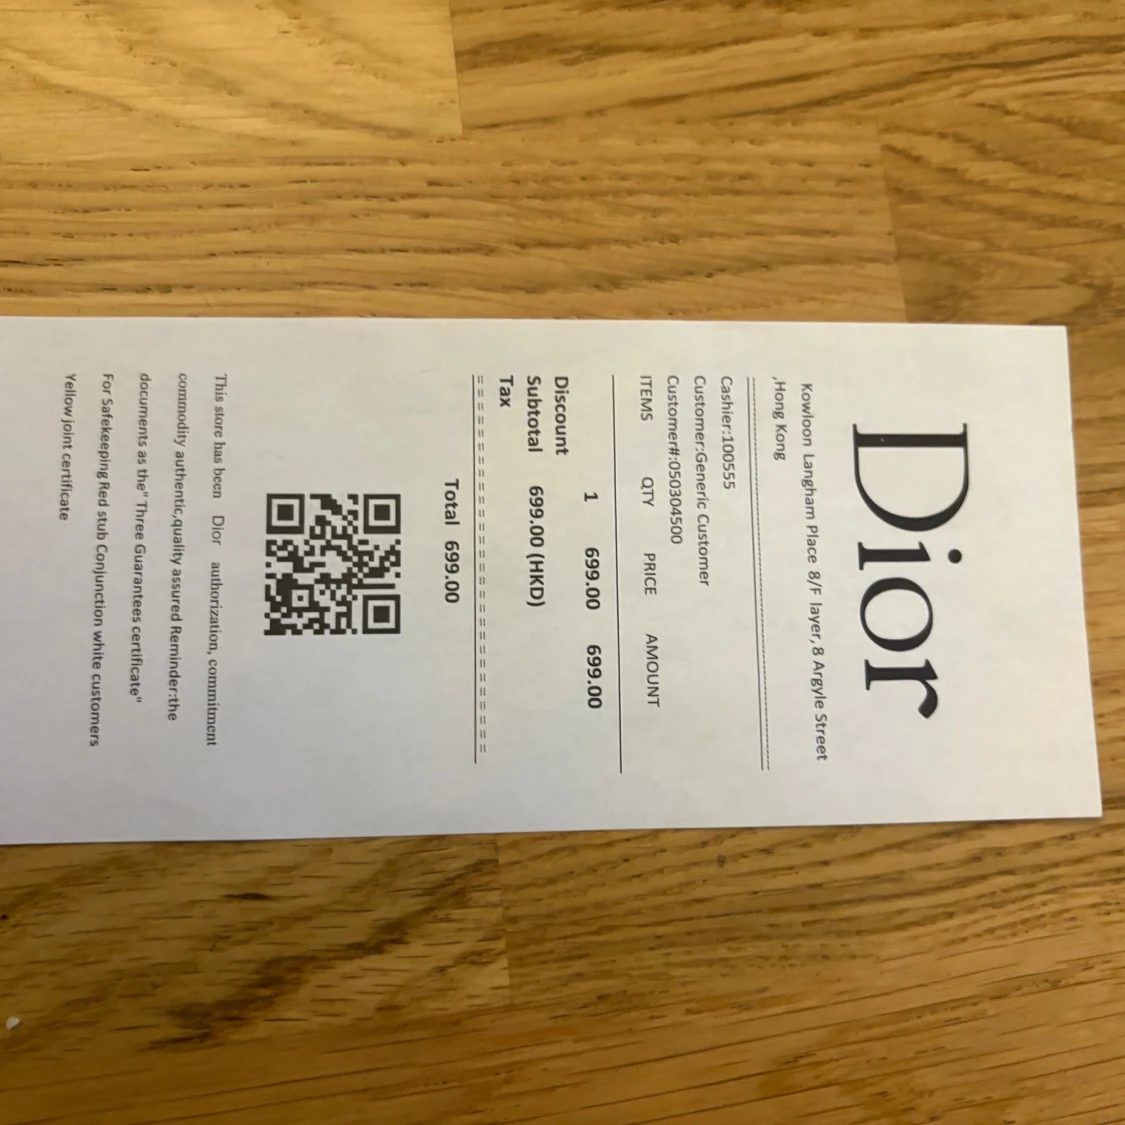 Dior
Kowloon Langham Place 8/F layer, 8 Argyle Street
,Hong Kong
Cashier:100555
Customer:Generic Customer
Customer#:050304500
ITEMS QTY PRICE AMOUNT
1 699.00 699.00
Discount
Subtotal 699.00 (HKD)
Tax
==========================
Total 699.00
This store has been Dior authorization, commitment
commodity authentic,quality assured Reminder:the
documents as the" Three Guarantees certificate"
For Safekeeping Red stub Conjunction white customers
Yellow joint certificate